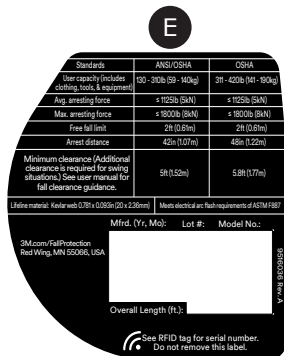 E
Standards ANSI/OSHA OSHA
User capacity (includes clothing, tools, & equipment) 130 - 310lb (59 - 140kg) 311 - 420lb (141 - 190kg)
Avg. arresting force ≤ 1125lb (5kN) ≤ 1125lb (5kN)
Max. arresting force ≤ 1800lb (8kN) ≤ 1800lb (8kN)
Free fall limit 2ft (0.61m) 2ft (0.61m)
Arrest distance 42in (1.07m) 48in (1.22m)
Minimum clearance (Additional clearance is required for swing situations.) See user manual for fall clearance guidance. 5ft (1.52m) 5.8ft (1.77m)
Lifeline material: Kevlar web 0.781 x 0.093in (20 x 2.36mm) Meets electrical arc flash requirements of ASTM F887
Mfrd. (Yr, Mo): Lot #: Model No.:
3M.com/FallProtection
Red Wing, MN 55066, USA
9516036 Rev. A
Overall Length (ft.):
See RFID tag for serial number.
Do not remove this label.